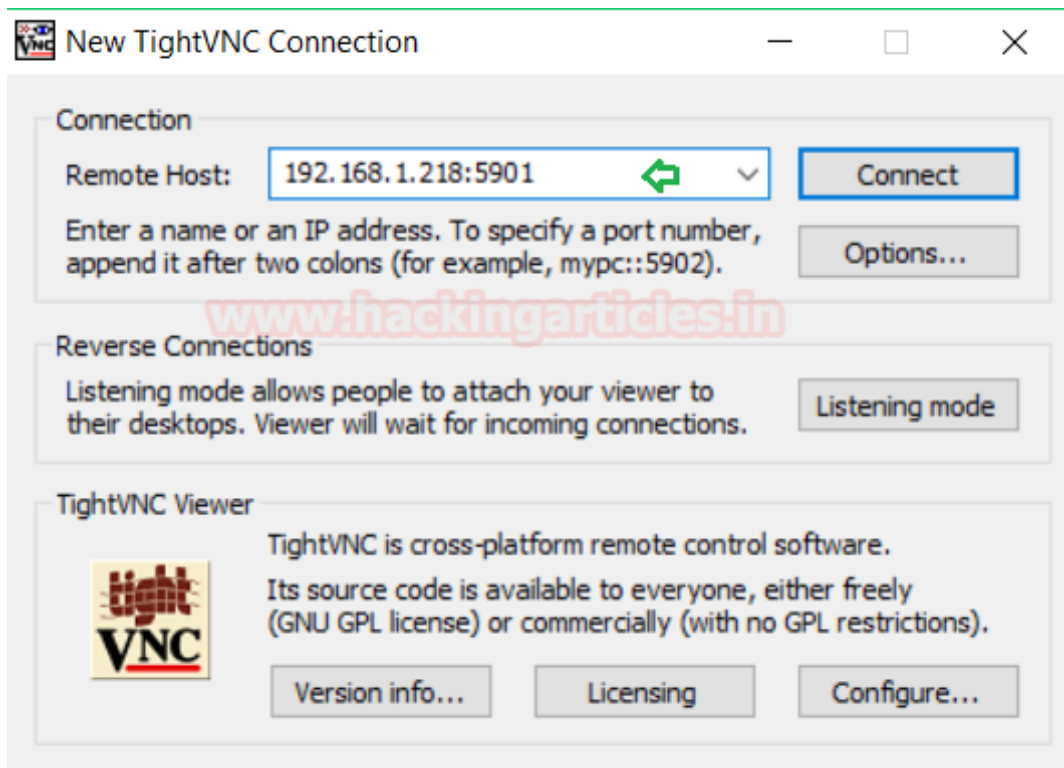 New TightVNC Connection
Connection
Remote Host:
192.168.1.218:5901
Connect
Enter a name or an IP address. To specify a port number,
append it after two colons (for example, mypc::5902).
Options...
www.hackingarticles.in
Reverse Connections
Listening mode allows people to attach your viewer to
their desktops. Viewer will wait for incoming connections.
Listening mode
TightVNC Viewer
tight
VNC
TightVNC is cross-platform remote control software.
Its source code is available to everyone, either freely
(GNU GPL license) or commercially (with no GPL restrictions).
Version info...
Licensing
Configure...